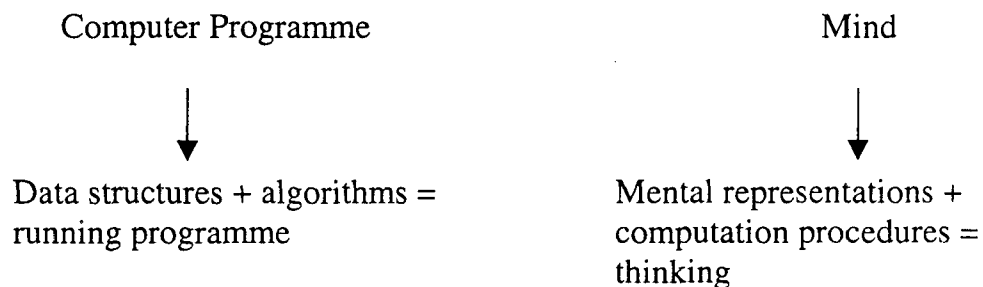 Computer Programme
Mind
Data structures + algorithms =
running programme
Mental representations +
computation procedures =
thinking